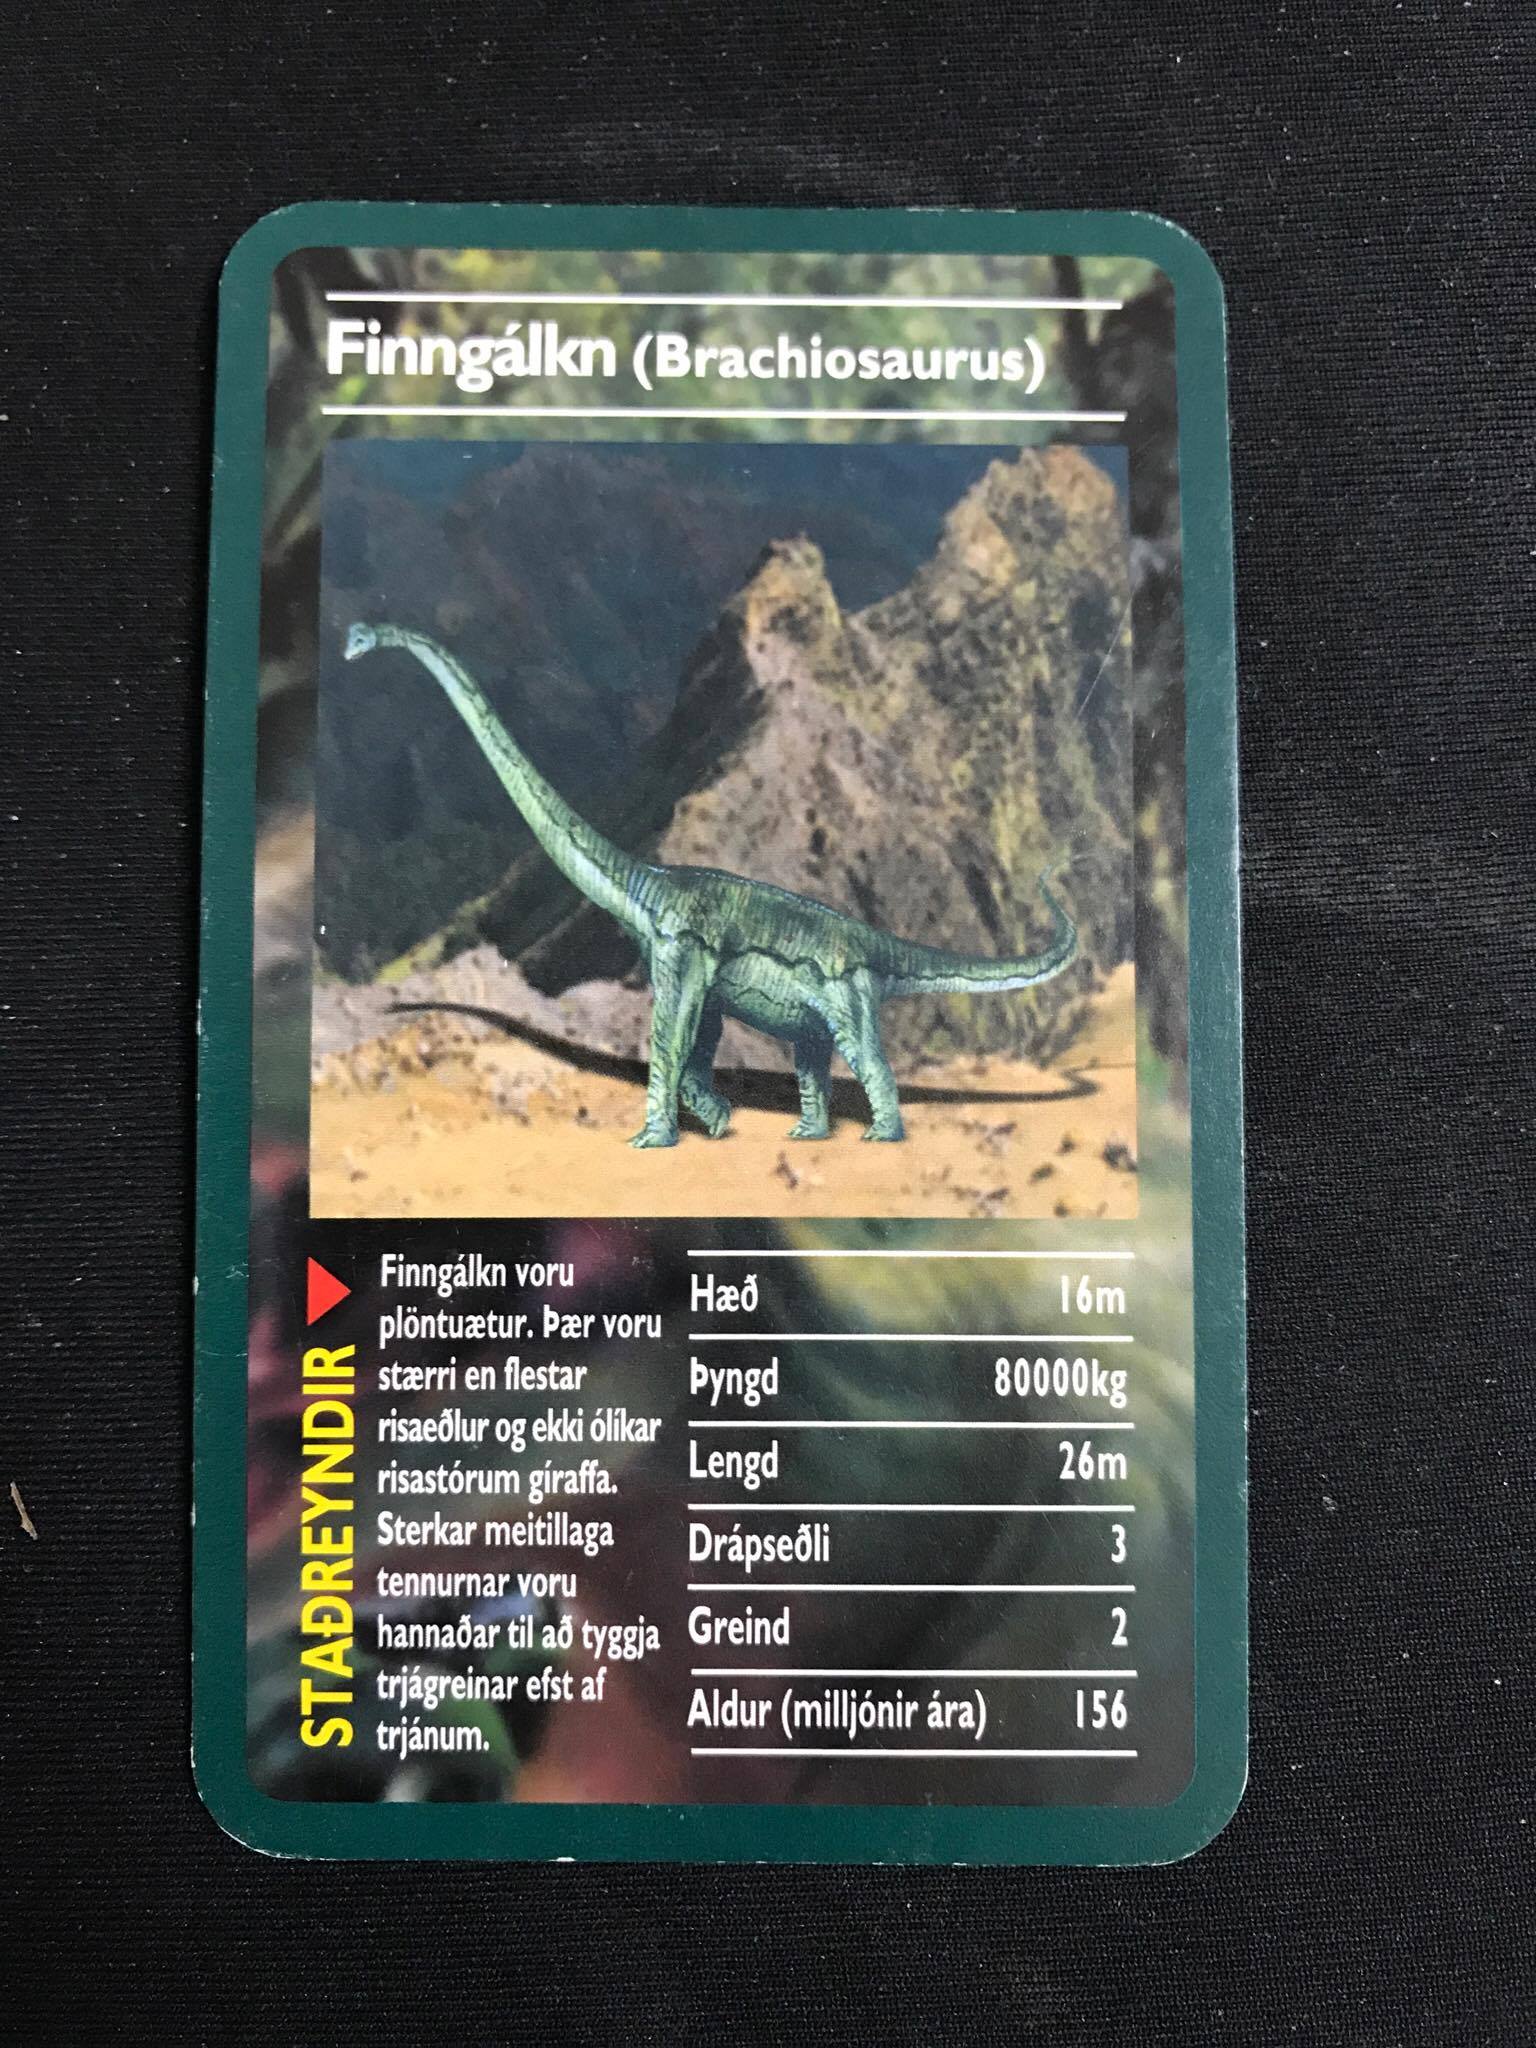 Finngálkn (Brachiosaurus)
STAÐREYNDIR
Finngálkn voru
plöntuætur. Þær voru
stærri en flestar
risaeðlur og ekki ólíkar
risastórum gíraffa.
Sterkar meitillaga
tennurnar voru
hannaðar til að tyggja
trjágreinar efst af
trjánum.
Hæð 16m
Þyngd 80000kg
Lengd 26m
Drápseðli 3
Greind 2
Aldur (milljónir ára) 156